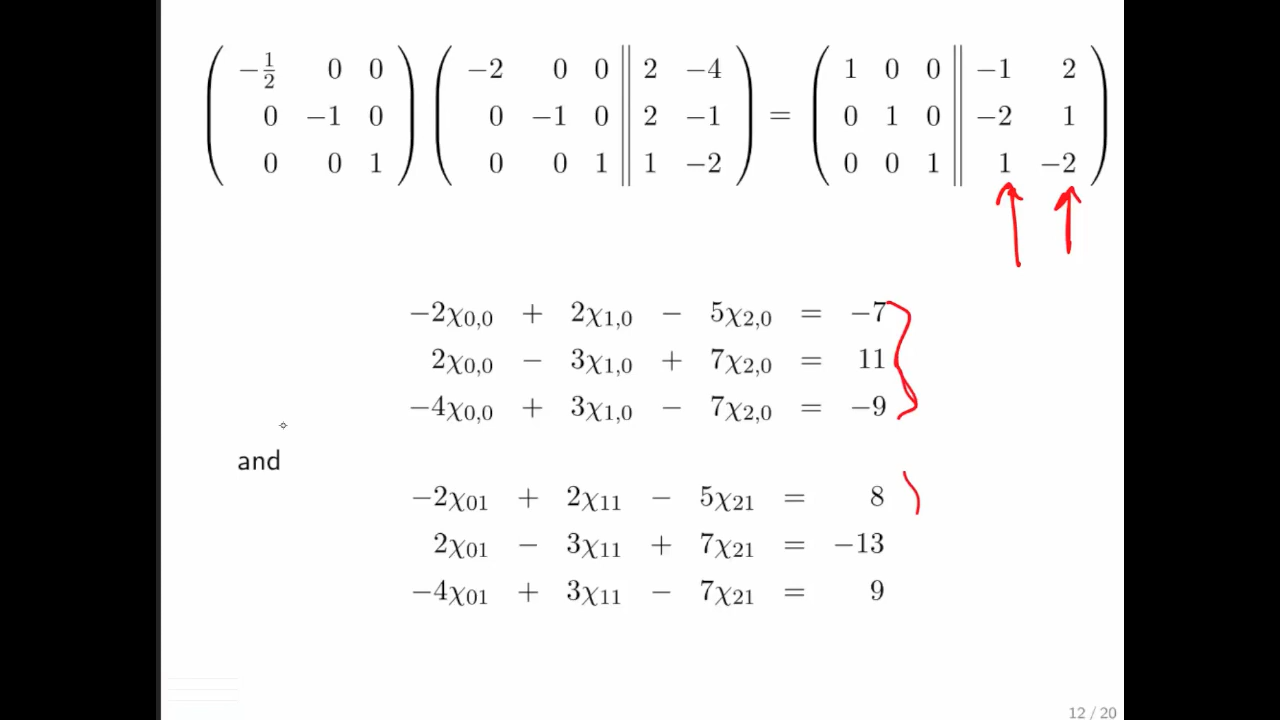 −1/2 0 0 −2 0 0 2 −4 1 0 0 −1 2
0 −1 0 0 −1 0 2 −1 = 0 1 0 −2 1
0 0 1 0 0 1 1 −2 0 0 1 1 −2
−2χ0,0 + 2χ1,0 − 5χ2,0 = −7
2χ0,0 − 3χ1,0 + 7χ2,0 = 11
−4χ0,0 + 3χ1,0 − 7χ2,0 = −9
and
−2χ01 + 2χ11 − 5χ21 = 8
2χ01 − 3χ11 + 7χ21 = −13
−4χ01 + 3χ11 − 7χ21 = 9
12 / 20